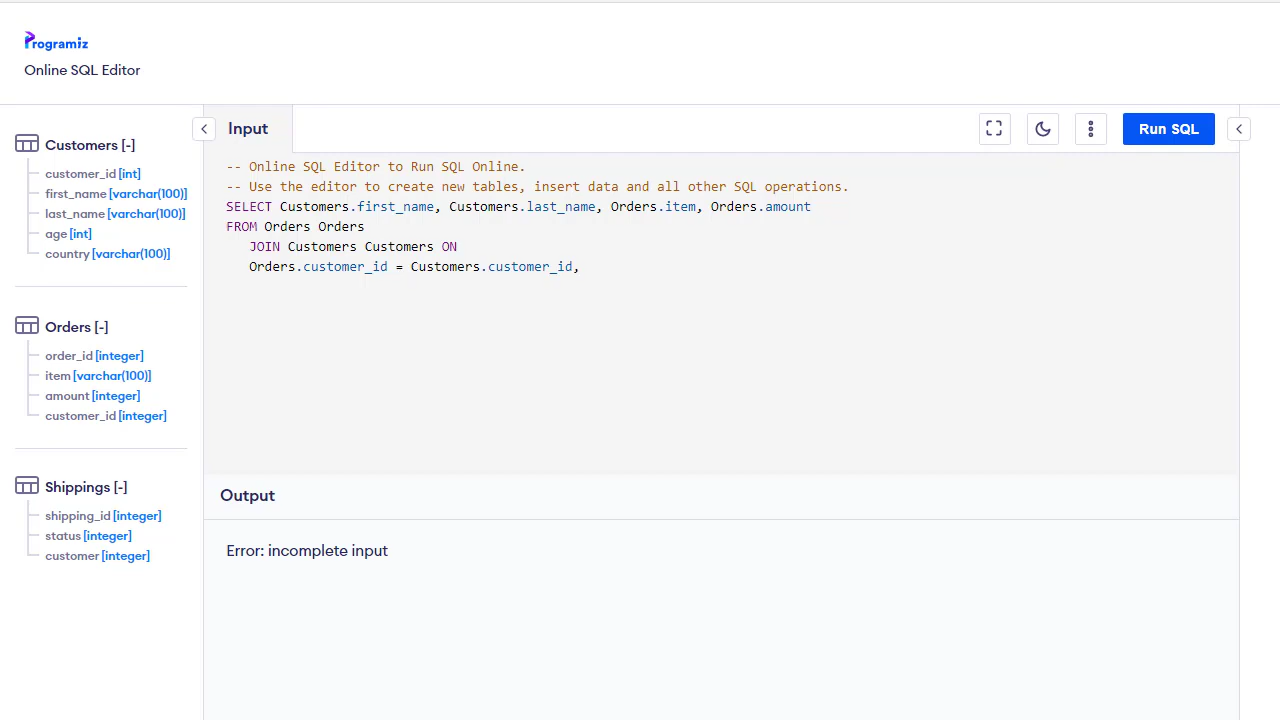 Programiz
Online SQL Editor
Customers [-]
customer_id [int]
first_name [varchar(100)]
last_name [varchar(100)]
age [int]
country [varchar(100)]
Orders [-]
order_id [integer]
item [varchar(100)]
amount [integer]
customer_id [integer]
Shippings [-]
shipping_id [integer]
status [integer]
customer [integer]
Input
Run SQL
-- Online SQL Editor to Run SQL Online.
-- Use the editor to create new tables, insert data and all other SQL operations.
SELECT Customers.first_name, Customers.last_name, Orders.item, Orders.amount
FROM Orders Orders
JOIN Customers Customers ON
Orders.customer_id = Customers.customer_id,
Output
Error: incomplete input